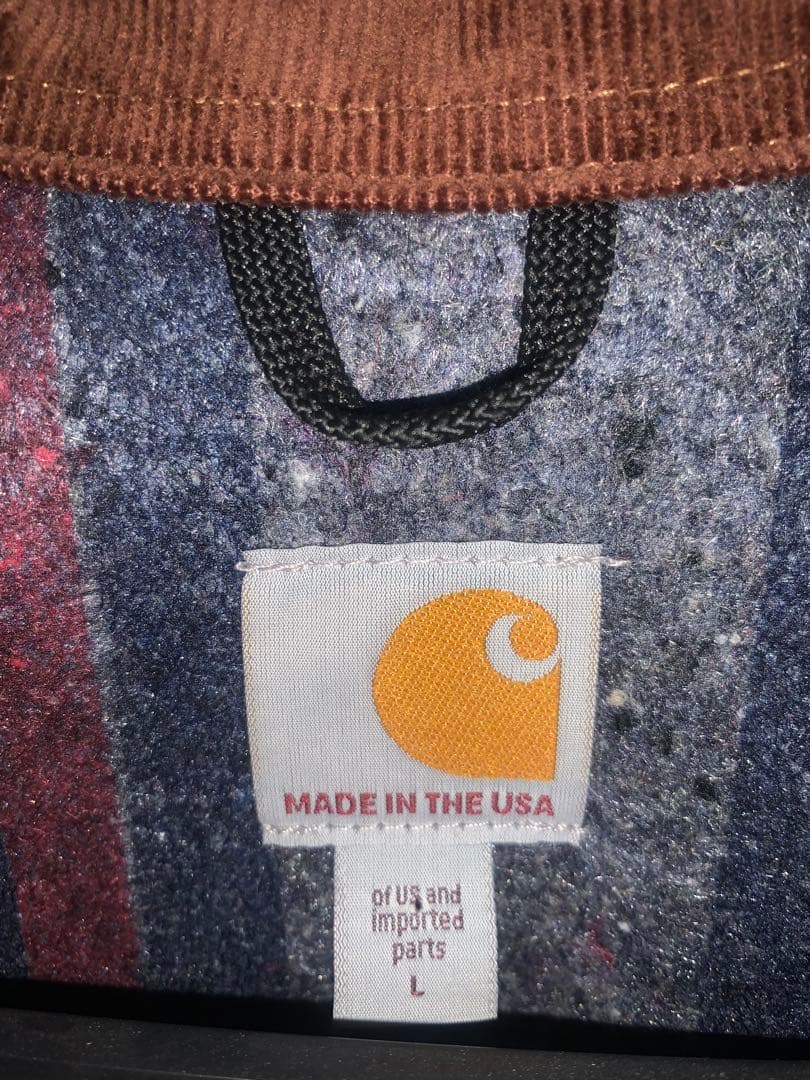 MADE IN THE USA
of US and
imported
parts
L